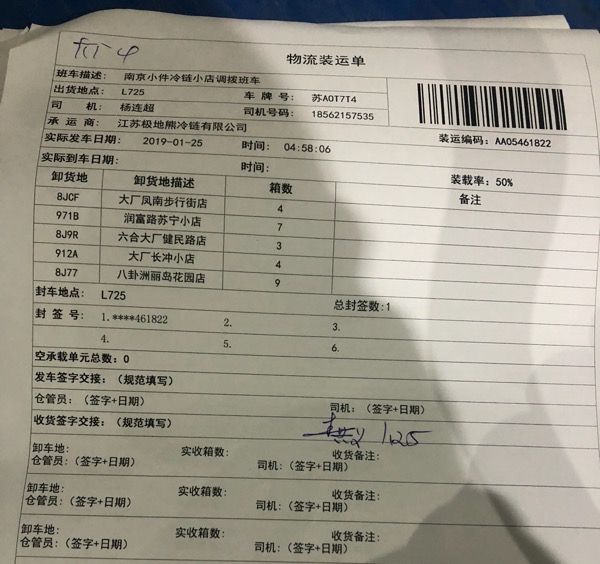 物流装运单
班车描述: 南京小件冷链小店调拨班车
出货地点: L725 车 牌 号: 苏A0T7T4
司 机: 杨连超 司机号码: 18562157535
承 运 商: 江苏极地熊冷链有限公司
装运编码: AA05461822
实际发车日期: 2019-01-25 时间: 04:58:06
实际到车日期: 时间: 装载率: 50%
卸货地 卸货地描述 箱数 备注
8JCF 大厂凤南步行街店 4
971B 润富路苏宁小店 7
8J9R 六合大厂健民路店 3
912A 大厂长冲小店 4
8J77 八卦洲丽岛花园店 9
封车地点: L725 总封签数:1
封 签 号: 1.****461822 2. 3.
4. 5. 6.
空承载单元总数: 0
发车签字交接: (规范填写)
仓管员: (签字+日期) 司机: (签字+日期)
收货签字交接: (规范填写) 1.25
卸车地: 实收箱数: 收货备注:
仓管员: (签字+日期) 司机: (签字+日期)
卸车地: 实收箱数: 收货备注:
仓管员: (签字+日期) 司机: (签字+日期)
卸车地: 实收箱数: 收货备注:
仓管员: (签字+日期) 司机: (签字+日期)